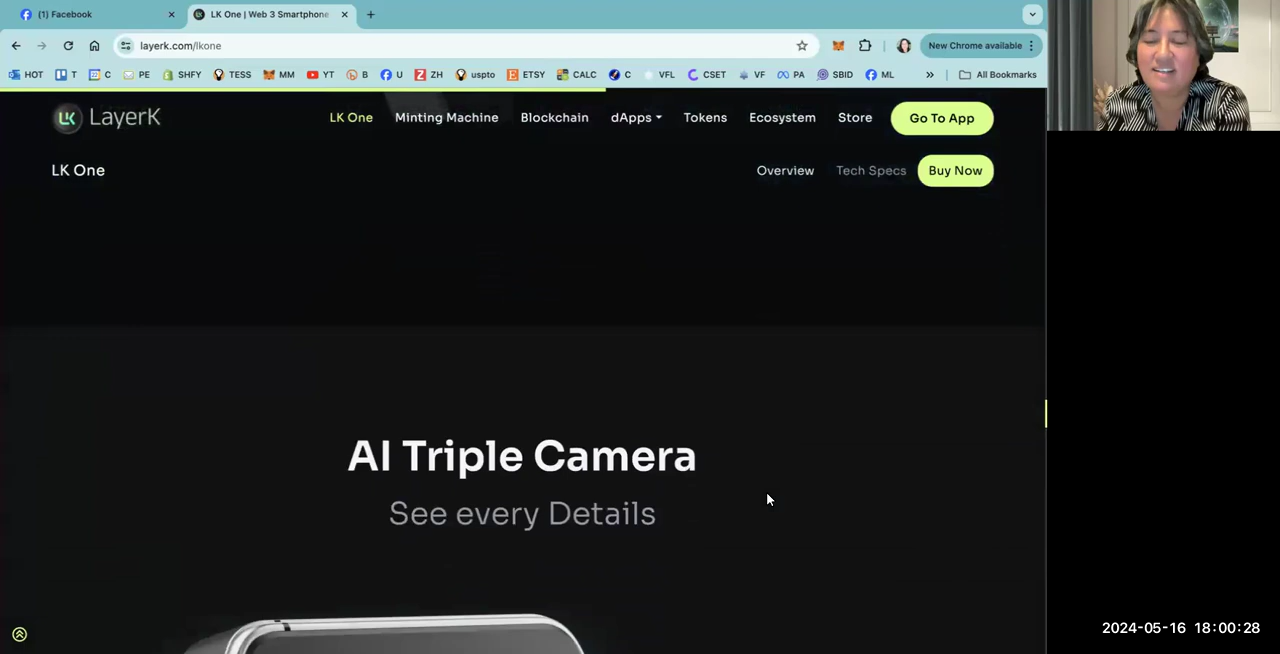 (1) Facebook
LK One | Web 3 Smartphone
layerk.com/lkone
New Chrome available
HOT T C PE SHFY TESS MM YT B U ZH uspto ETSY CALC C VFL CSET VF PA SBID ML » All Bookmarks
LK LayerK LK One Minting Machine Blockchain dApps Tokens Ecosystem Store Go To App
LK One Overview Tech Specs Buy Now
AI Triple Camera
See every Details
2024-05-16 18:00:28